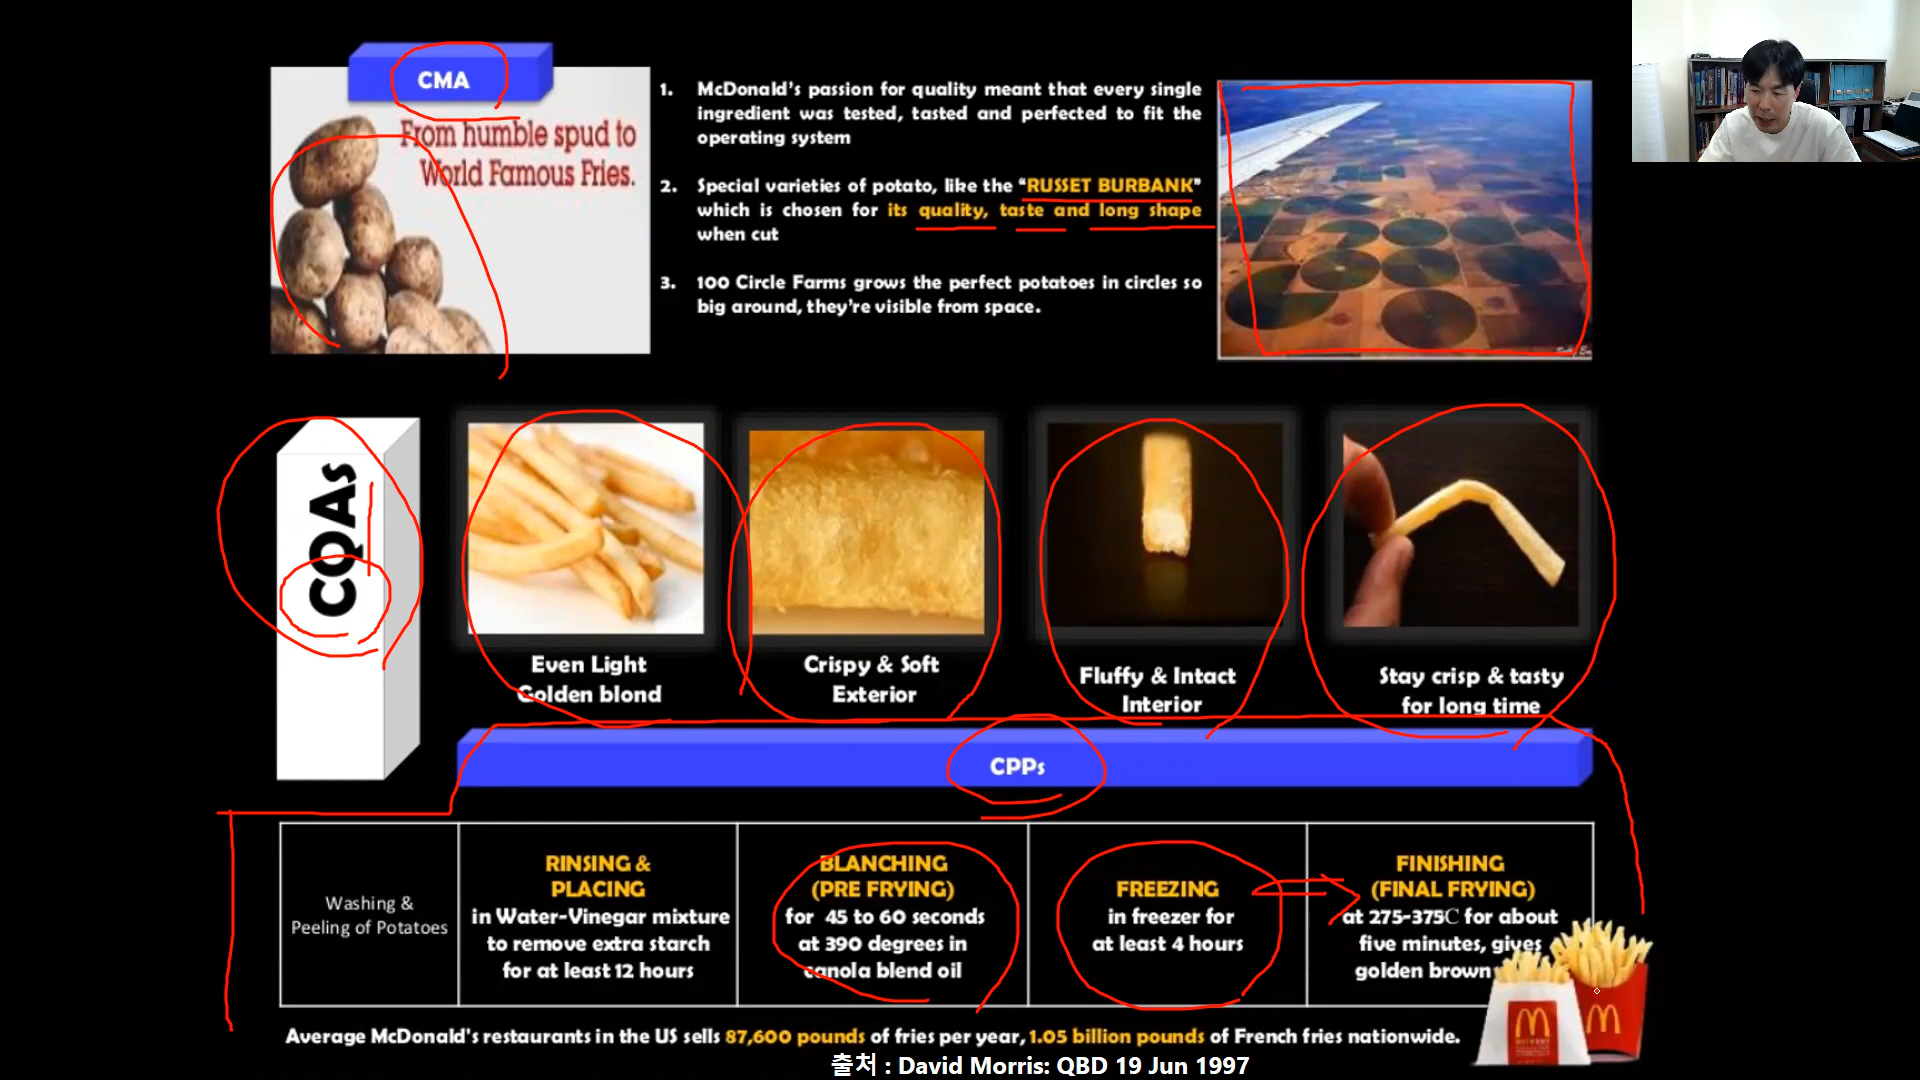 CMA
From humble spud to
World Famous Fries.
1. McDonald's passion for quality meant that every single
ingredient was tested, tasted and perfected to fit the
operating system
2. Special varieties of potato, like the "RUSSET BURBANK"
which is chosen for its quality, taste and long shape
when cut
3. 100 Circle Farms grows the perfect potatoes in circles so
big around, they're visible from space.
CQAs
Even Light
Golden blond
Crispy & Soft
Exterior
Fluffy & Intact
Interior
Stay crisp & tasty
for long time
CPPs
Washing &
Peeling of Potatoes
RINSING &
PLACING
in Water-Vinegar mixture
to remove extra starch
for at least 12 hours
BLANCHING
(PRE FRYING)
for 45 to 60 seconds
at 390 degrees in
canola blend oil
FREEZING
in freezer for
at least 4 hours
FINISHING
(FINAL FRYING)
at 275-375C for about
five minutes, gives
golden brown
Average McDonald's restaurants in the US sells 87,600 pounds of fries per year, 1.05 billion pounds of French fries nationwide.
출처 : David Morris: QBD 19 Jun 1997